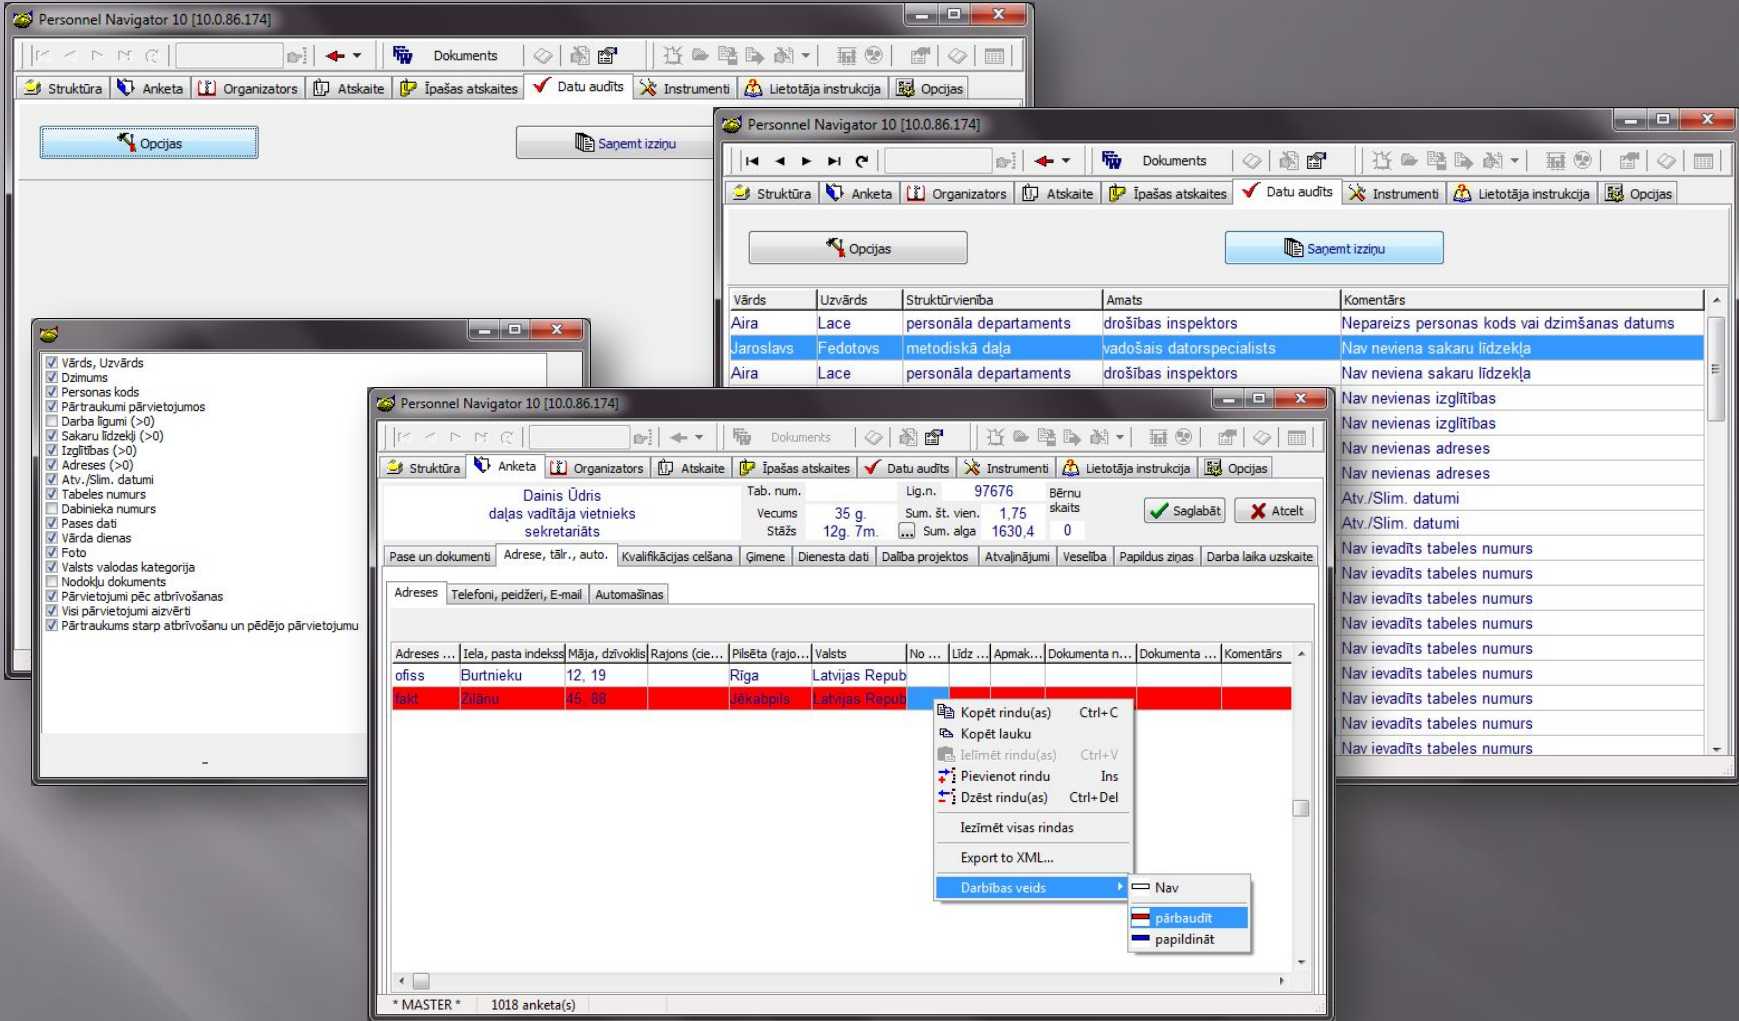 Personnel Navigator 10 [10.0.86.174]
Dokuments
Struktūra Anketa Organizators Atskaite Īpašas atskaites Datu audīts Instrumenti Lietotāja instrukcija Opcijas
Opcijas Saņemt izziņu
Personnel Navigator 10 [10.0.86.174]
Dokuments
Struktūra Anketa Organizators Atskaite Īpašas atskaites Datu audīts Instrumenti Lietotāja instrukcija Opcijas
Opcijas Saņemt izziņu
Vārds Uzvārds Struktūrvienība Amats Komentārs
Aira Lace personāla departaments drošības inspektors Nepareizs personas kods vai dzimšanas datums
Jaroslavs Fedotovs metodiskā daļa vadošais datorspecialists Nav neviena sakaru līdzekļa
Aira Lace personāla departaments drošības inspektors Nav neviena sakaru līdzekļa
Nav nevienas izglītības
Nav nevienas izglītības
Nav nevienas adreses
Nav nevienas adreses
Atv./Slim. datumi
Atv./Slim. datumi
Nav ievadīts tabeles numurs
Nav ievadīts tabeles numurs
Nav ievadīts tabeles numurs
Nav ievadīts tabeles numurs
Nav ievadīts tabeles numurs
Nav ievadīts tabeles numurs
Nav ievadīts tabeles numurs
Nav ievadīts tabeles numurs
Nav ievadīts tabeles numurs
Vārds, Uzvārds
Dzimums
Personas kods
Pārtraukumi pārvietojumos
Darba līgumi (>0)
Sakaru līdzekļi (>0)
Izglītības (>0)
Adreses (>0)
Atv./Slim. datumi
Tabeles numurs
Dabinieka numurs
Pases dati
Vārda dienas
Foto
Valsts valodas kategorija
Nodokļu dokuments
Pārvietojumi pēc atbrīvošanas
Visi pārvietojumi aizvērti
Pārtraukums starp atbrīvošanu un pēdējo pārvietojumu
Personnel Navigator 10 [10.0.86.174]
Dokuments
Struktūra Anketa Organizators Atskaite Īpašas atskaites Datu audīts Instrumenti Lietotāja instrukcija Opcijas
Dainis Ūdris Tab. num. Lig.n. 97676 Bērnu skaits
daļas vadītāja vietnieks Vecums 35 g. Sum. št. vien. 1,75 Saglabāt Atcelt
sekretariāts Stāžs 12g. 7m. ... Sum. alga 1630,4 0
Pase un dokumenti Adrese, tālr., auto. Kvalifikācijas celšana Ģimene Dienesta dati Dalība projektos Atvaļinājumi Veselība Papildus ziņas Darba laika uzskaite
Adreses Telefoni, peidžeri, E-mail Automašīnas
Adreses ... Iela, pasta indekss Māja, dzīvoklis Rajons (cie... Pilsēta (rajo... Valsts No ... Līdz ... Apmak... Dokumenta n... Dokumenta ... Komentārs
ofiss Burtnieku 12, 19 Rīga Latvijas Repub
fakt Zilānu 45, 88 Jēkabpils Latvijas Repub
Kopēt rindu(as) Ctrl+C
Kopēt lauku
Ielīmēt rindu(as) Ctrl+V
Pievienot rindu Ins
Dzēst rindu(as) Ctrl+Del
Iezīmēt visas rindas
Export to XML...
Darbības veids
Nav
pārbaudīt
papildināt
* MASTER * 1018 anketa(s)